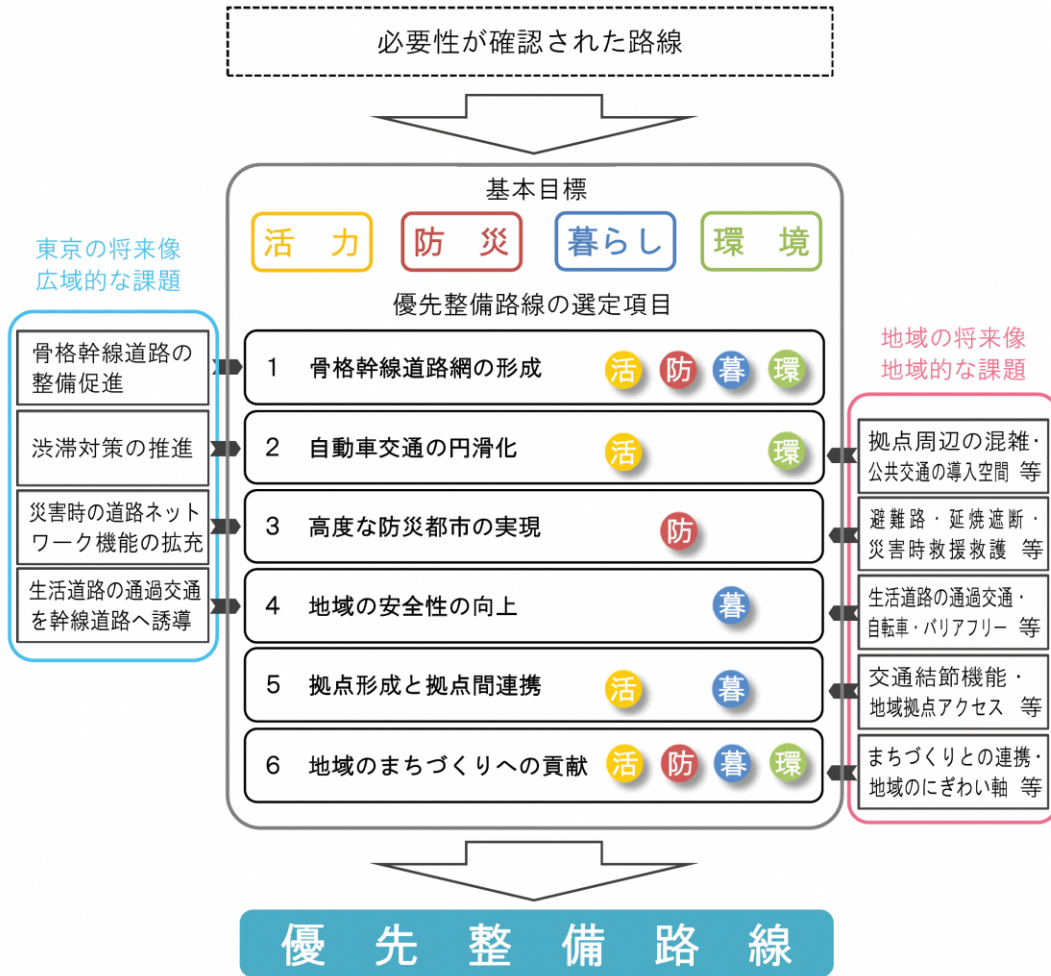 必要性が確認された路線
基本目標
活力
防災
暮らし
環境
優先整備路線の選定項目
東京の将来像
広域的な課題
骨格幹線道路の
整備促進
渋滞対策の推進
災害時の道路ネット
ワーク機能の拡充
生活道路の通過交通
を幹線道路へ誘導
1 骨格幹線道路網の形成 活 防 暮 環
2 自動車交通の円滑化 活 環
3 高度な防災都市の実現 防
4 地域の安全性の向上 暮
5 拠点形成と拠点間連携 活 暮
6 地域のまちづくりへの貢献 活 防 暮 環
地域の将来像
地域的な課題
拠点周辺の混雑・
公共交通の導入空間 等
避難路・延焼遮断・
災害時救援救護 等
生活道路の通過交通・
自転車・バリアフリー 等
交通結節機能・
地域拠点アクセス 等
まちづくりとの連携・
地域のにぎわい軸 等
優先整備路線